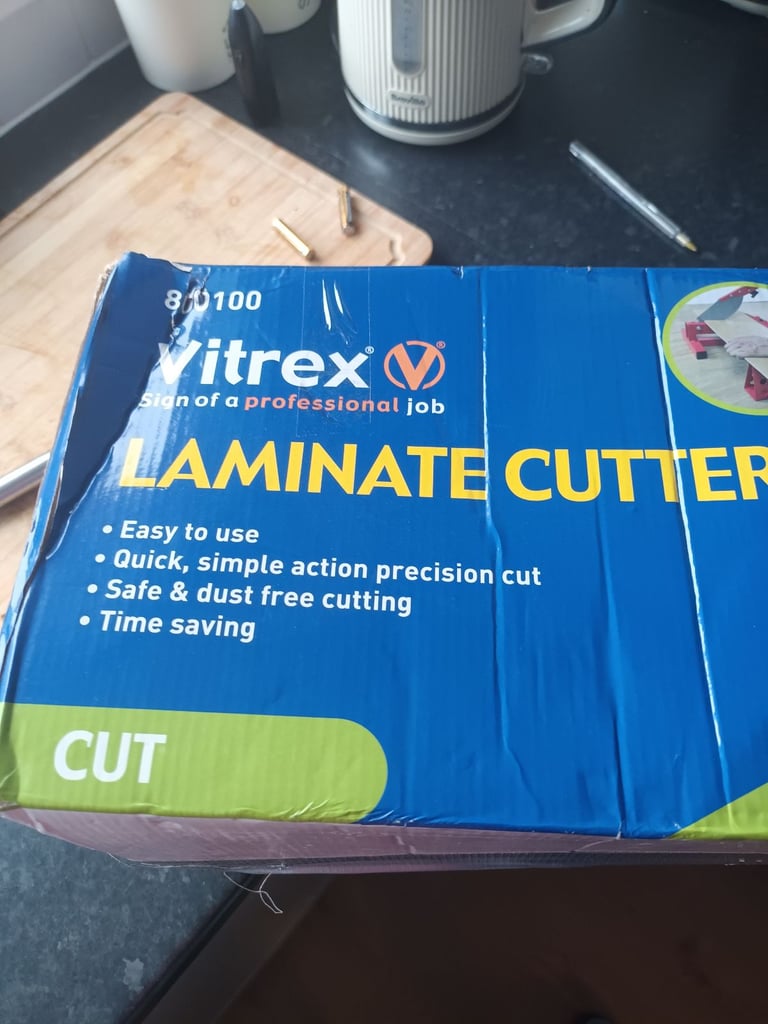 Vitrex®
Sign of a professional job
LAMINATE CUTTER
• Easy to use
• Quick, simple action precision cut
• Safe & dust free cutting
• Time saving
CUT